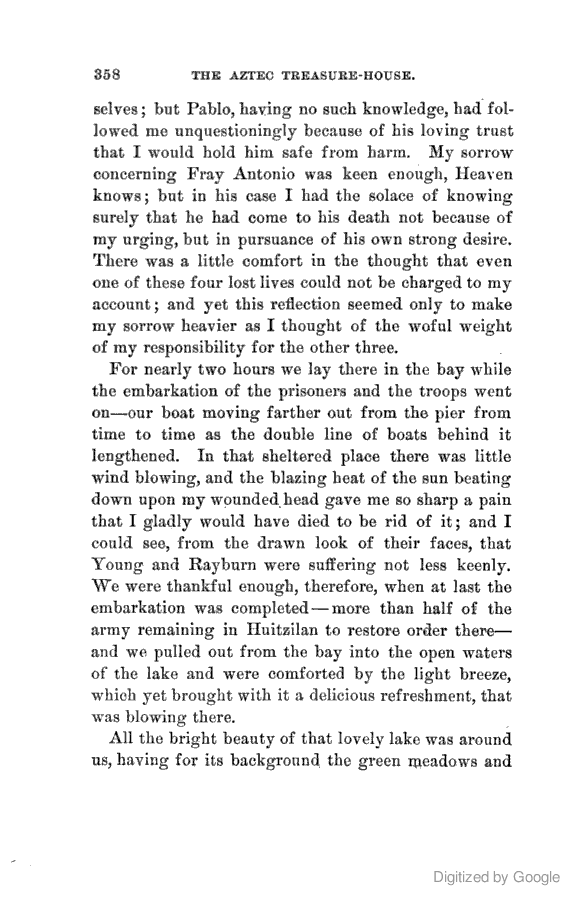 358 THE AZTEC TREASURE-HOUSE.
selves; but Pablo, having no such knowledge, had fol-
lowed me unquestioningly because of his loving trust
that I would hold him safe from harm. My sorrow
concerning Fray Antonio was keen enough, Heaven
knows; but in his case I had the solace of knowing
surely that he had come to his death not because of
my urging, but in pursuance of his own strong desire.
There was a little comfort in the thought that even
one of these four lost lives could not be charged to my
account; and yet this reflection seemed only to make
my sorrow heavier as I thought of the woful weight
of my responsibility for the other three.
For nearly two hours we lay there in the bay while
the embarkation of the prisoners and the troops went
on—our boat moving farther out from the pier from
time to time as the double line of boats behind it
lengthened. In that sheltered place there was little
wind blowing, and the blazing heat of the sun beating
down upon my wounded head gave me so sharp a pain
that I gladly would have died to be rid of it; and I
could see, from the drawn look of their faces, that
Young and Rayburn were suffering not less keenly.
We were thankful enough, therefore, when at last the
embarkation was completed—more than half of the
army remaining in Huitzilan to restore order there—
and we pulled out from the bay into the open waters
of the lake and were comforted by the light breeze,
which yet brought with it a delicious refreshment, that
was blowing there.
All the bright beauty of that lovely lake was around
us, having for its background the green meadows and
Digitized by Google